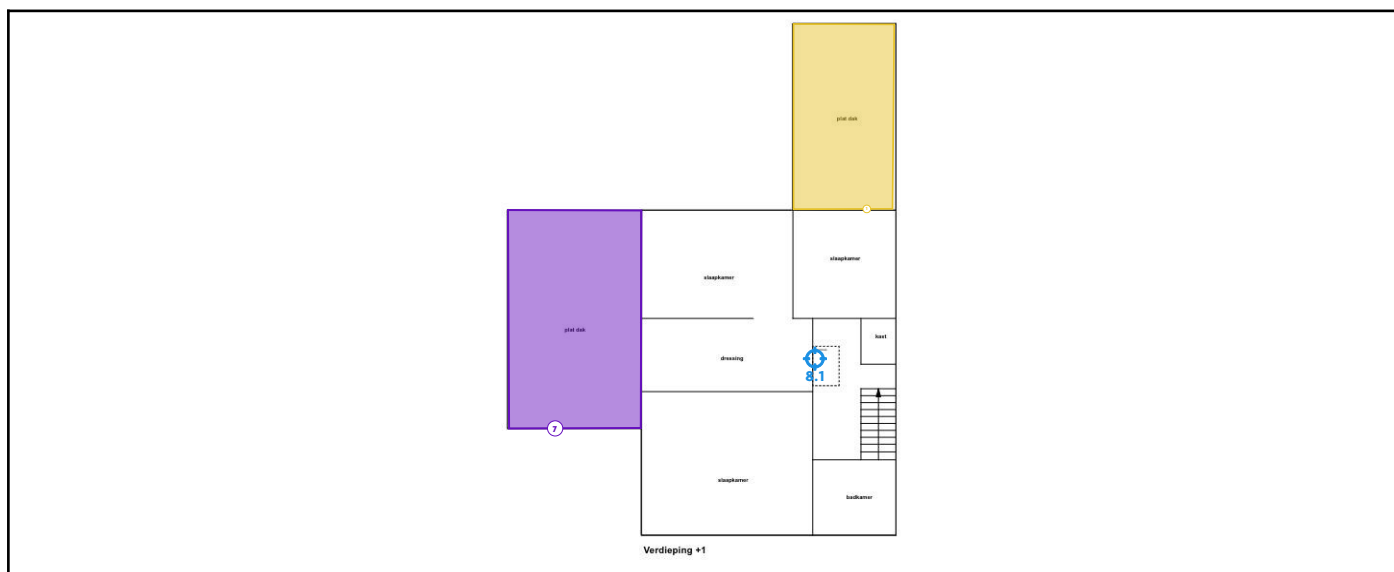 plat dak
slaapkamer
slaapkamer
plat dak
kast
dressing
8.1
7
slaapkamer
badkamer
Verdieping +1